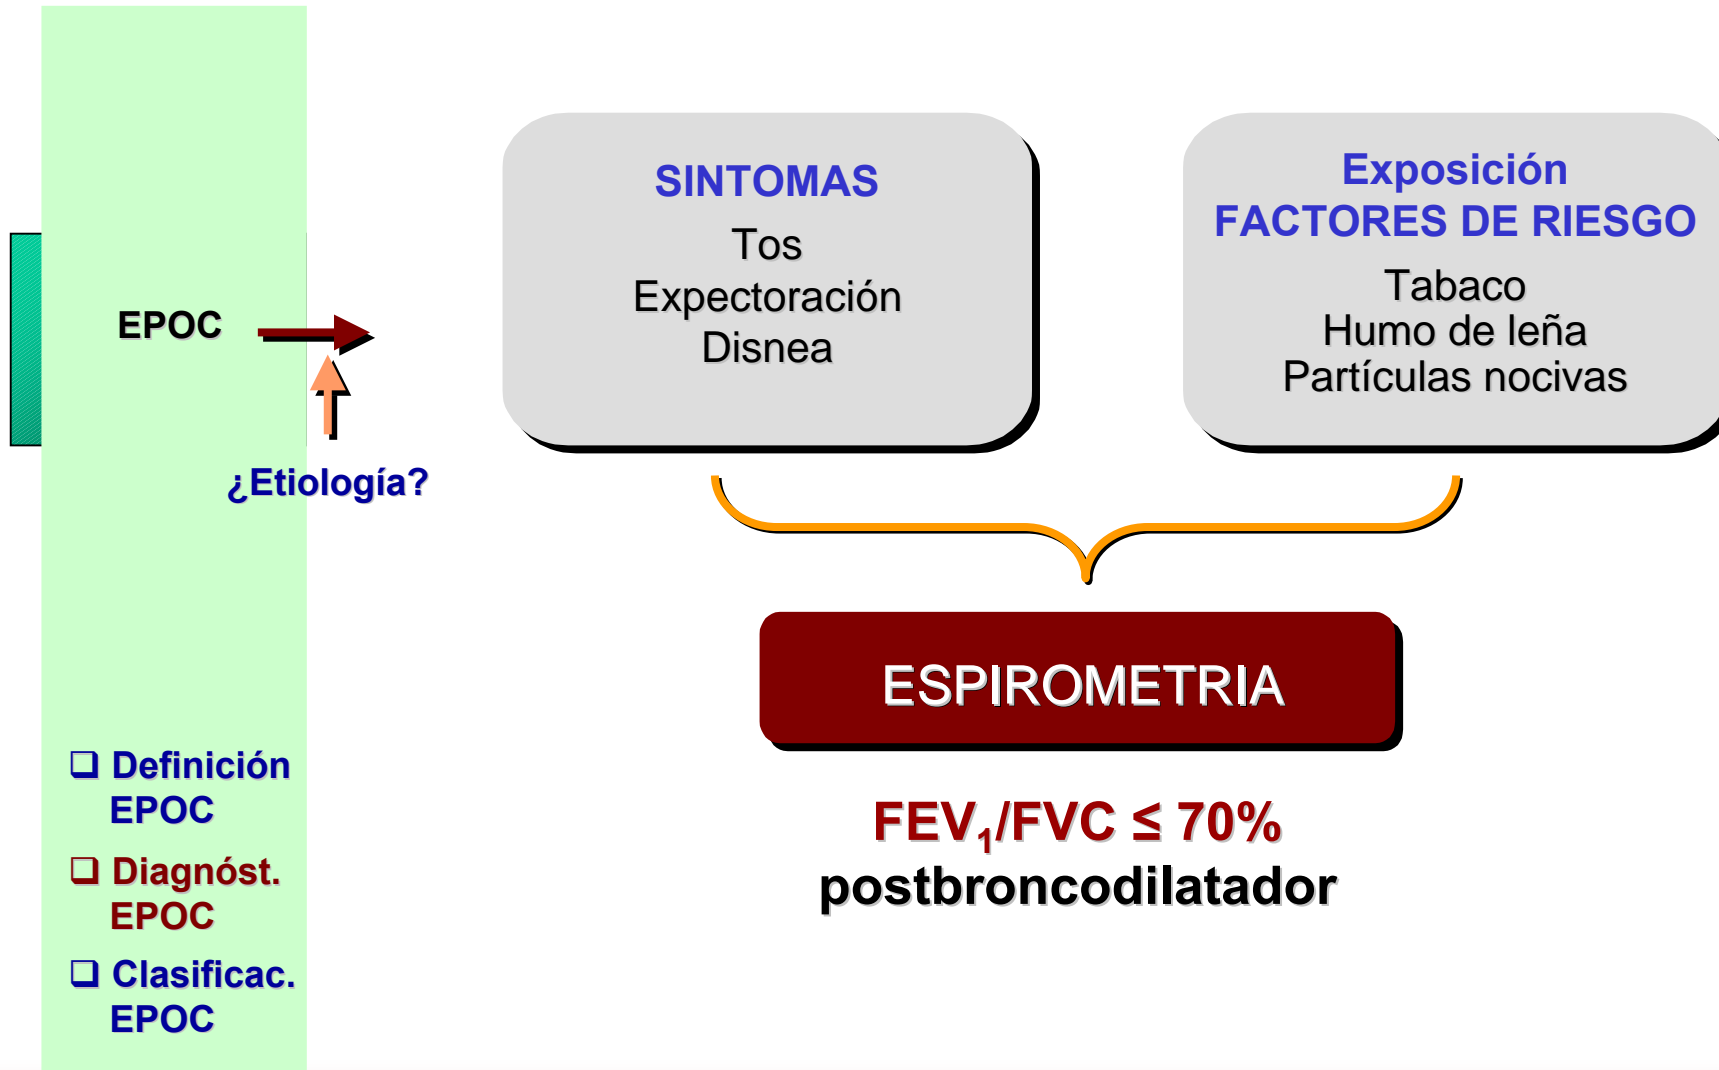 EPOC
¿Etiología?
❑ Definición
EPOC
❑ Diagnóst.
EPOC
❑ Clasificac.
EPOC
SINTOMAS
Tos
Expectoración
Disnea
Exposición
FACTORES DE RIESGO
Tabaco
Humo de leña
Partículas nocivas
ESPIROMETRIA
FEV₁/FVC ≤ 70%
postbroncodilatador